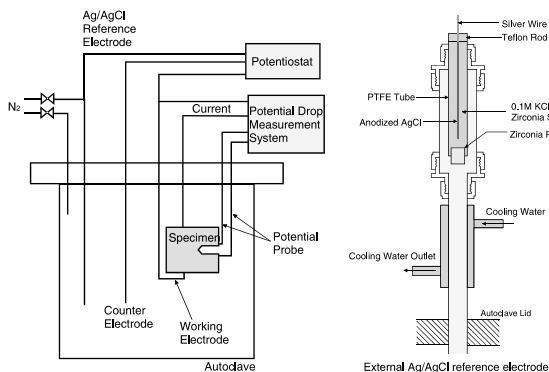 Ag/AgCl
Reference
Electrode
Potentiostat
N2
Current
Potential Drop
Measurement
System
Specimen
Potential
Probe
Counter
Electrode
Working
Electrode
Autoclave
Silver Wire
Teflon Rod
PTFE Tube
0.1M KCl
Zirconia S
Anodized AgCl
Zirconia P
Cooling Water
Cooling Water Outlet
Autoclave Lid
External Ag/AgCl reference electrode